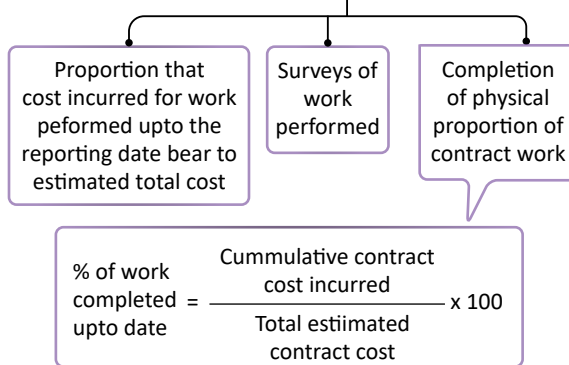 Proportion that
cost incurred for work
peformed upto the
reporting date bear to
estimated total cost
Surveys of
work
performed
Completion
of physical
proportion of
contract work
% of work
completed
upto date
=
Cummulative contract
cost incurred
Total estiimated
contract cost
x 100